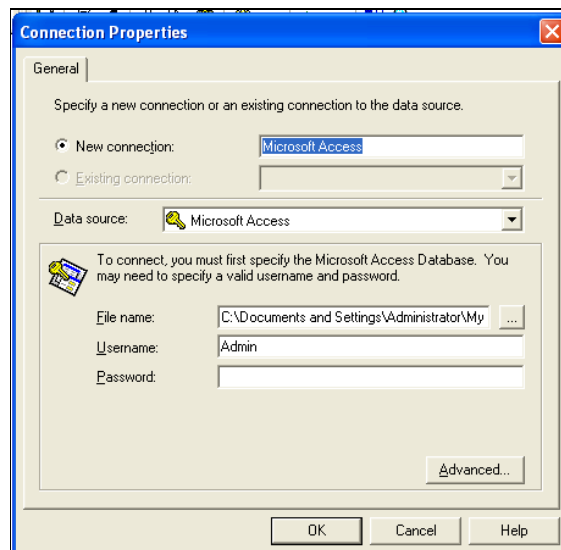 Connection Properties
General
Specify a new connection or an existing connection to the data source.
New connection: Microsoft Access
Existing connection:
Data source: Microsoft Access
To connect, you must first specify the Microsoft Access Database. You
may need to specify a valid username and password.
File name: C:\Documents and Settings\Administrator\My ...
Username: Admin
Password:
Advanced...
OK Cancel Help